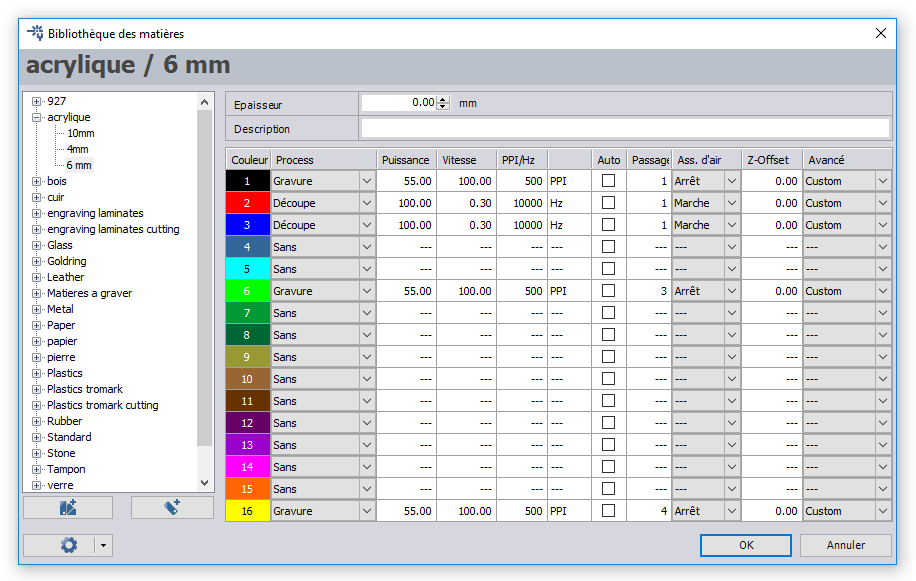 Bibliothèque des matières
acrylique / 6 mm
927
acrylique
10mm
4mm
6 mm
bois
cuir
engraving laminates
engraving laminates cutting
Glass
Goldring
Leather
Matieres a graver
Metal
Paper
papier
pierre
Plastics
Plastics tromark
Plastics tromark cutting
Rubber
Standard
Stone
Tampon
verre
Epaisseur 0.00 mm
Description
Couleur Process Puissance Vitesse PPI/Hz Auto Passage Ass. d'air Z-Offset Avancé
1 Gravure 55.00 100.00 500 PPI 1 Arrêt 0.00 Custom
2 Découpe 100.00 0.30 10000 Hz 1 Marche 0.00 Custom
3 Découpe 100.00 0.30 10000 Hz 1 Marche 0.00 Custom
4 Sans --- --- --- --- --- --- --- ---
5 Sans --- --- --- --- --- --- --- ---
6 Gravure 55.00 100.00 500 PPI 3 Arrêt 0.00 Custom
7 Sans --- --- --- --- --- --- --- ---
8 Sans --- --- --- --- --- --- --- ---
9 Sans --- --- --- --- --- --- --- ---
10 Sans --- --- --- --- --- --- --- ---
11 Sans --- --- --- --- --- --- --- ---
12 Sans --- --- --- --- --- --- --- ---
13 Sans --- --- --- --- --- --- --- ---
14 Sans --- --- --- --- --- --- --- ---
15 Sans --- --- --- --- --- --- --- ---
16 Gravure 55.00 100.00 500 PPI 4 Arrêt 0.00 Custom
OK Annuler